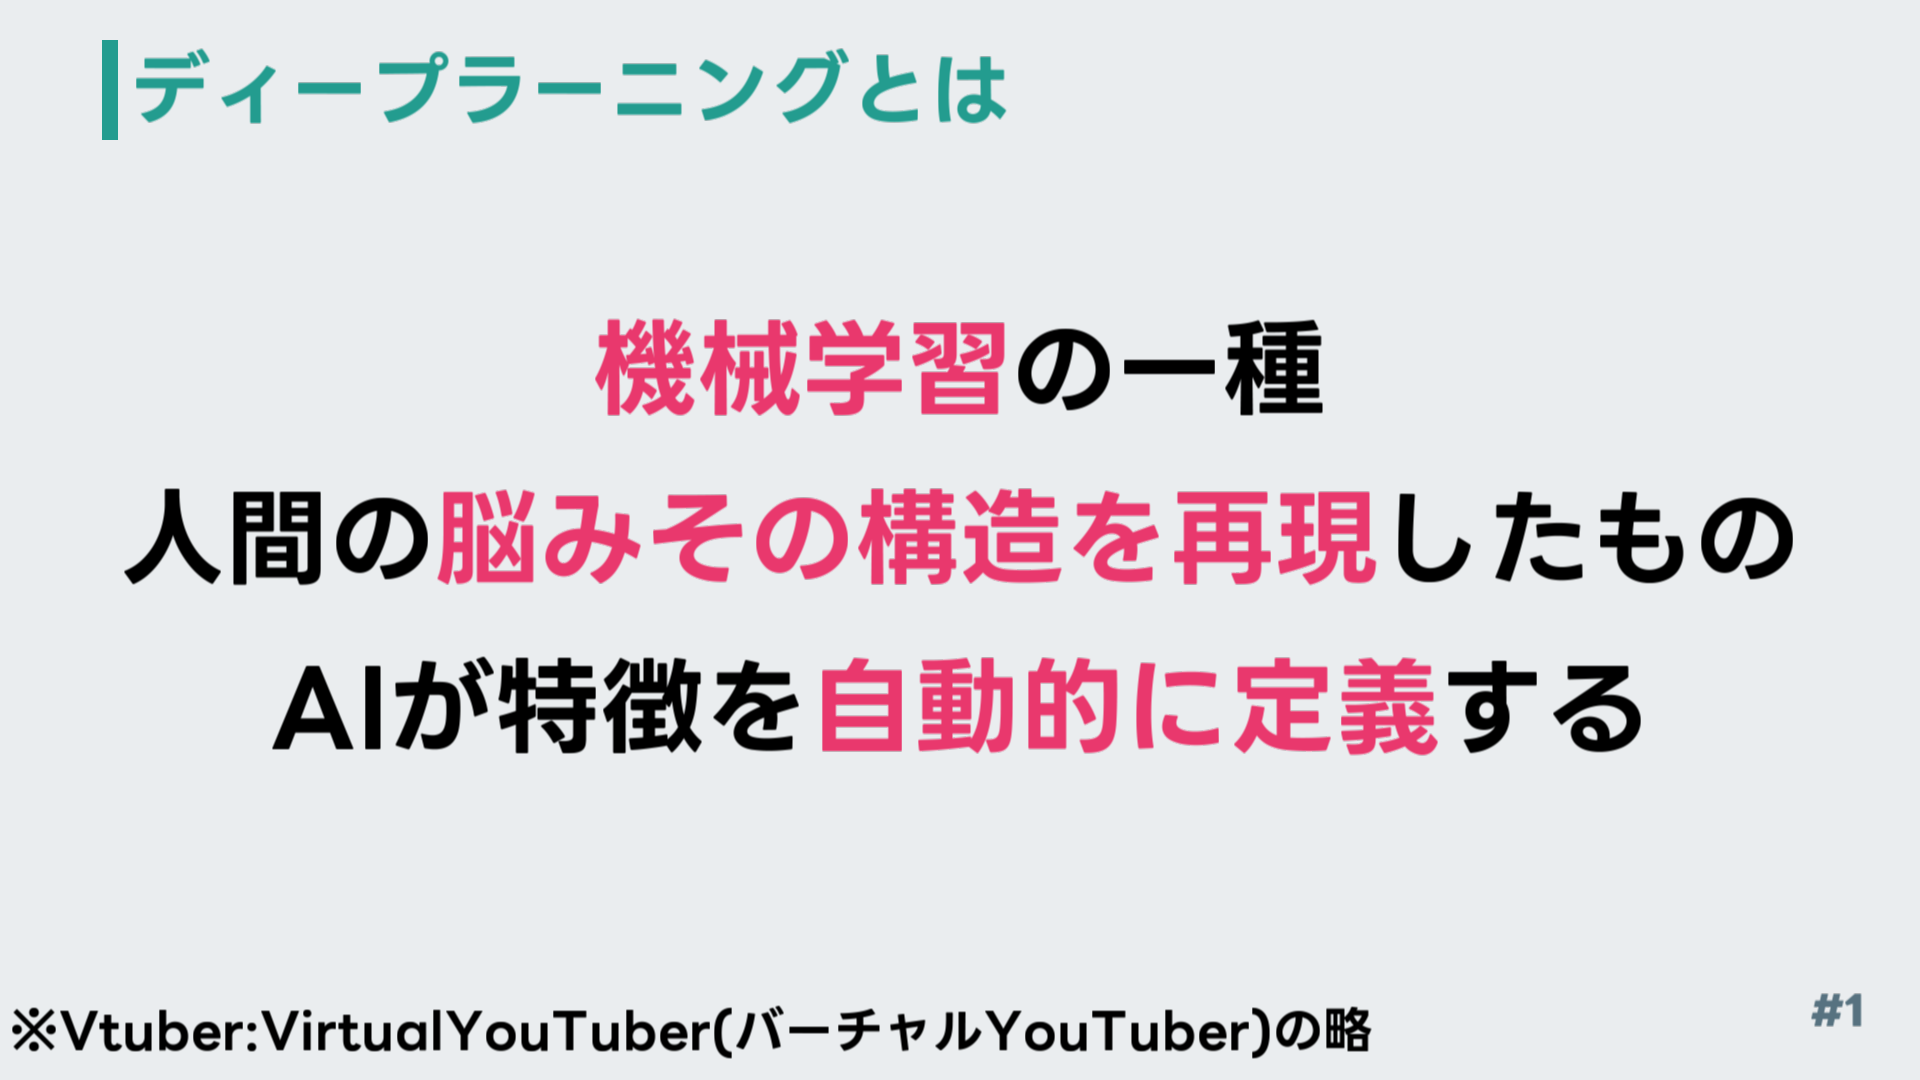 ディープラーニングとは
機械学習の一種
人間の脳みその構造を再現したもの
AIが特徴を自動的に定義する
※Vtuber:VirtualYouTuber(バーチャルYouTuber)の略
#1